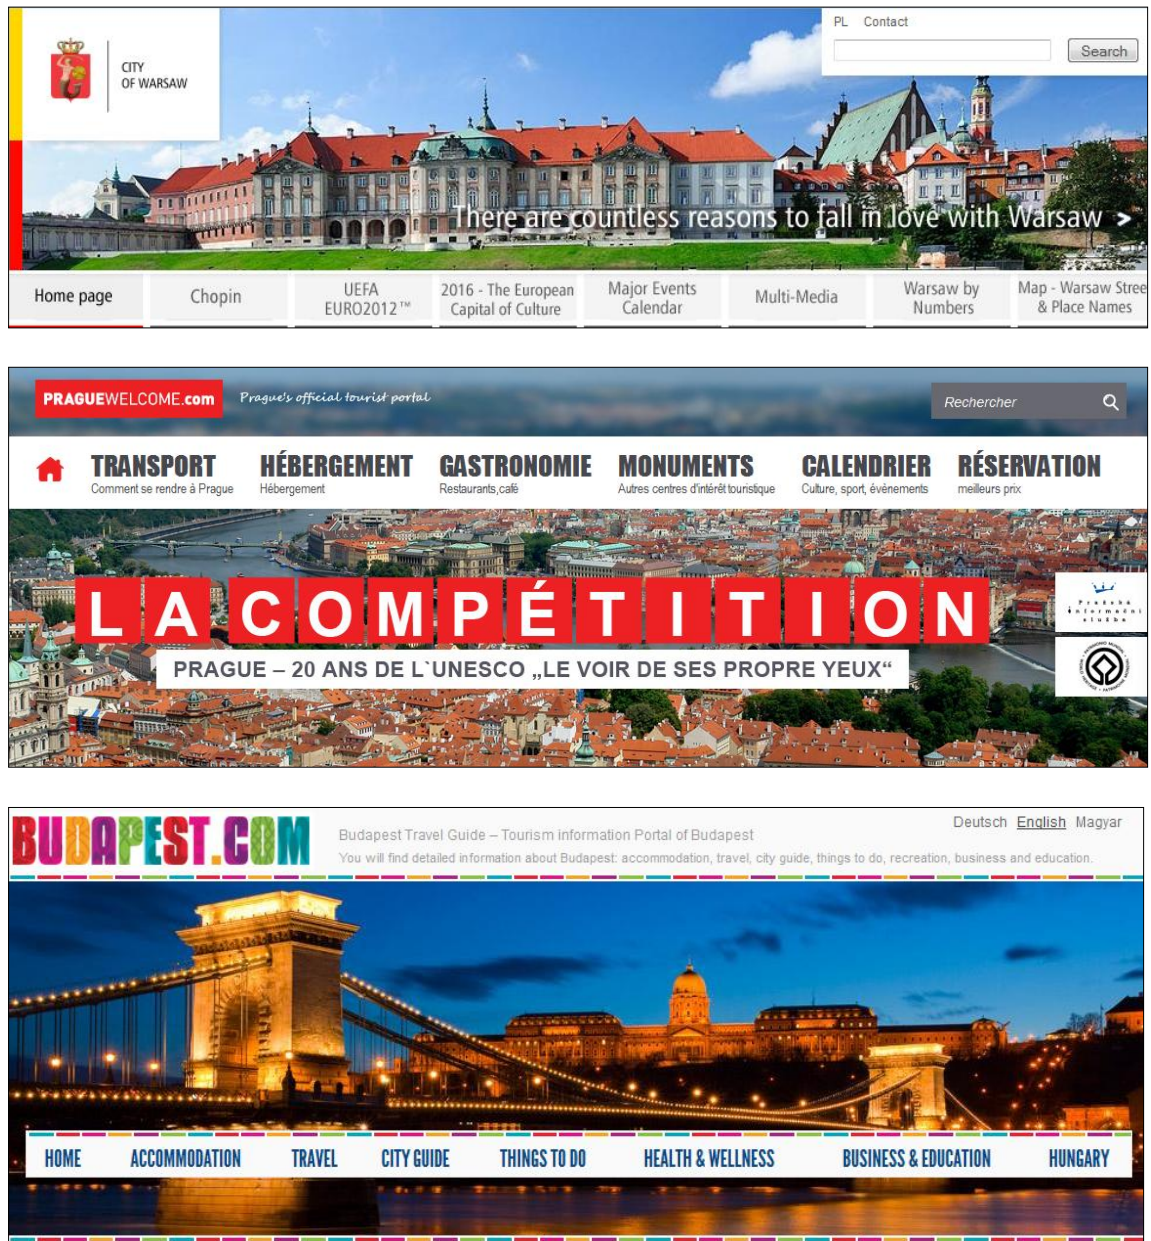 PL Contact
Search
CITY
OF WARSAW
There are countless reasons to fall in love with Warsaw >
Home page
Chopin
UEFA
EURO2012™
2016 - The European
Capital of Culture
Major Events
Calendar
Multi-Media
Warsaw by
Numbers
Map - Warsaw Stree
& Place Names
PRAGUEWELCOME.com
Prague's official tourist portal
Rechercher
TRANSPORT
Comment se rendre à Prague
HÉBERGEMENT
Hébergement
GASTRONOMIE
Restaurants,café
MONUMENTS
Autres centres d'intérêt touristique
CALENDRIER
Culture, sport, évènements
RÉSERVATION
meilleurs prix
LA COMPÉTITION
PRAGUE – 20 ANS DE L`UNESCO „LE VOIR DE SES PROPRE YEUX“
Pražská
informační
služba
BUDAPEST.COM
Budapest Travel Guide – Tourism information Portal of Budapest
You will find detailed information about Budapest: accommodation, travel, city guide, things to do, recreation, business and education.
Deutsch English Magyar
HOME
ACCOMMODATION
TRAVEL
CITY GUIDE
THINGS TO DO
HEALTH & WELLNESS
BUSINESS & EDUCATION
HUNGARY